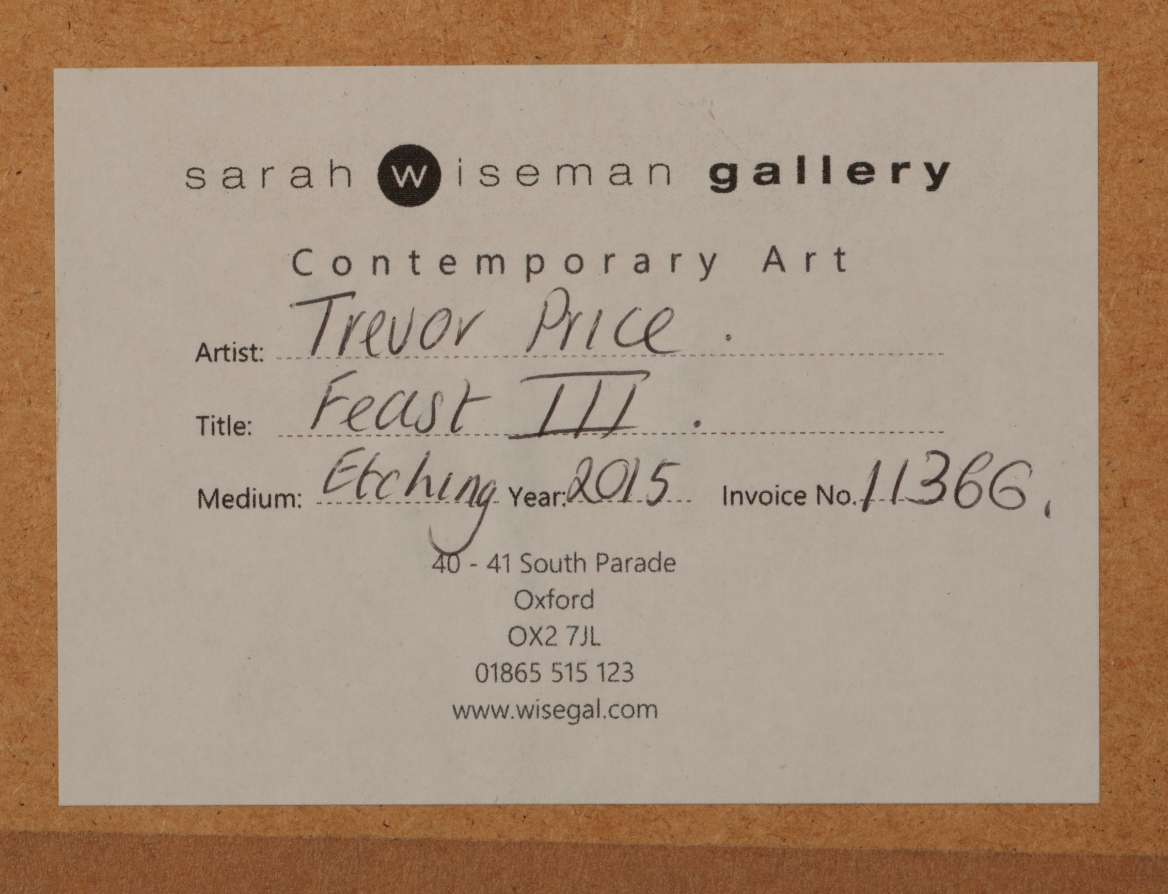 sarah wiseman gallery
Contemporary Art
Artist: Trevor Price .
Title: Feast III .
Medium: Etching Year: 2015 Invoice No. 11366.
40 - 41 South Parade
Oxford
OX2 7JL
01865 515 123
www.wisegal.com